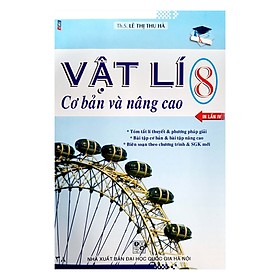 Th.S. LÊ THỊ THU HÀ
VẬT LÍ 8
Cơ bản và nâng cao
IN LẦN IV
* Tóm tắt lí thuyết & phương pháp giải
* Bài tập cơ bản & bài tập nâng cao
* Biên soạn theo chương trình & SGK mới
NHÀ XUẤT BẢN ĐẠI HỌC QUỐC GIA HÀ NỘI